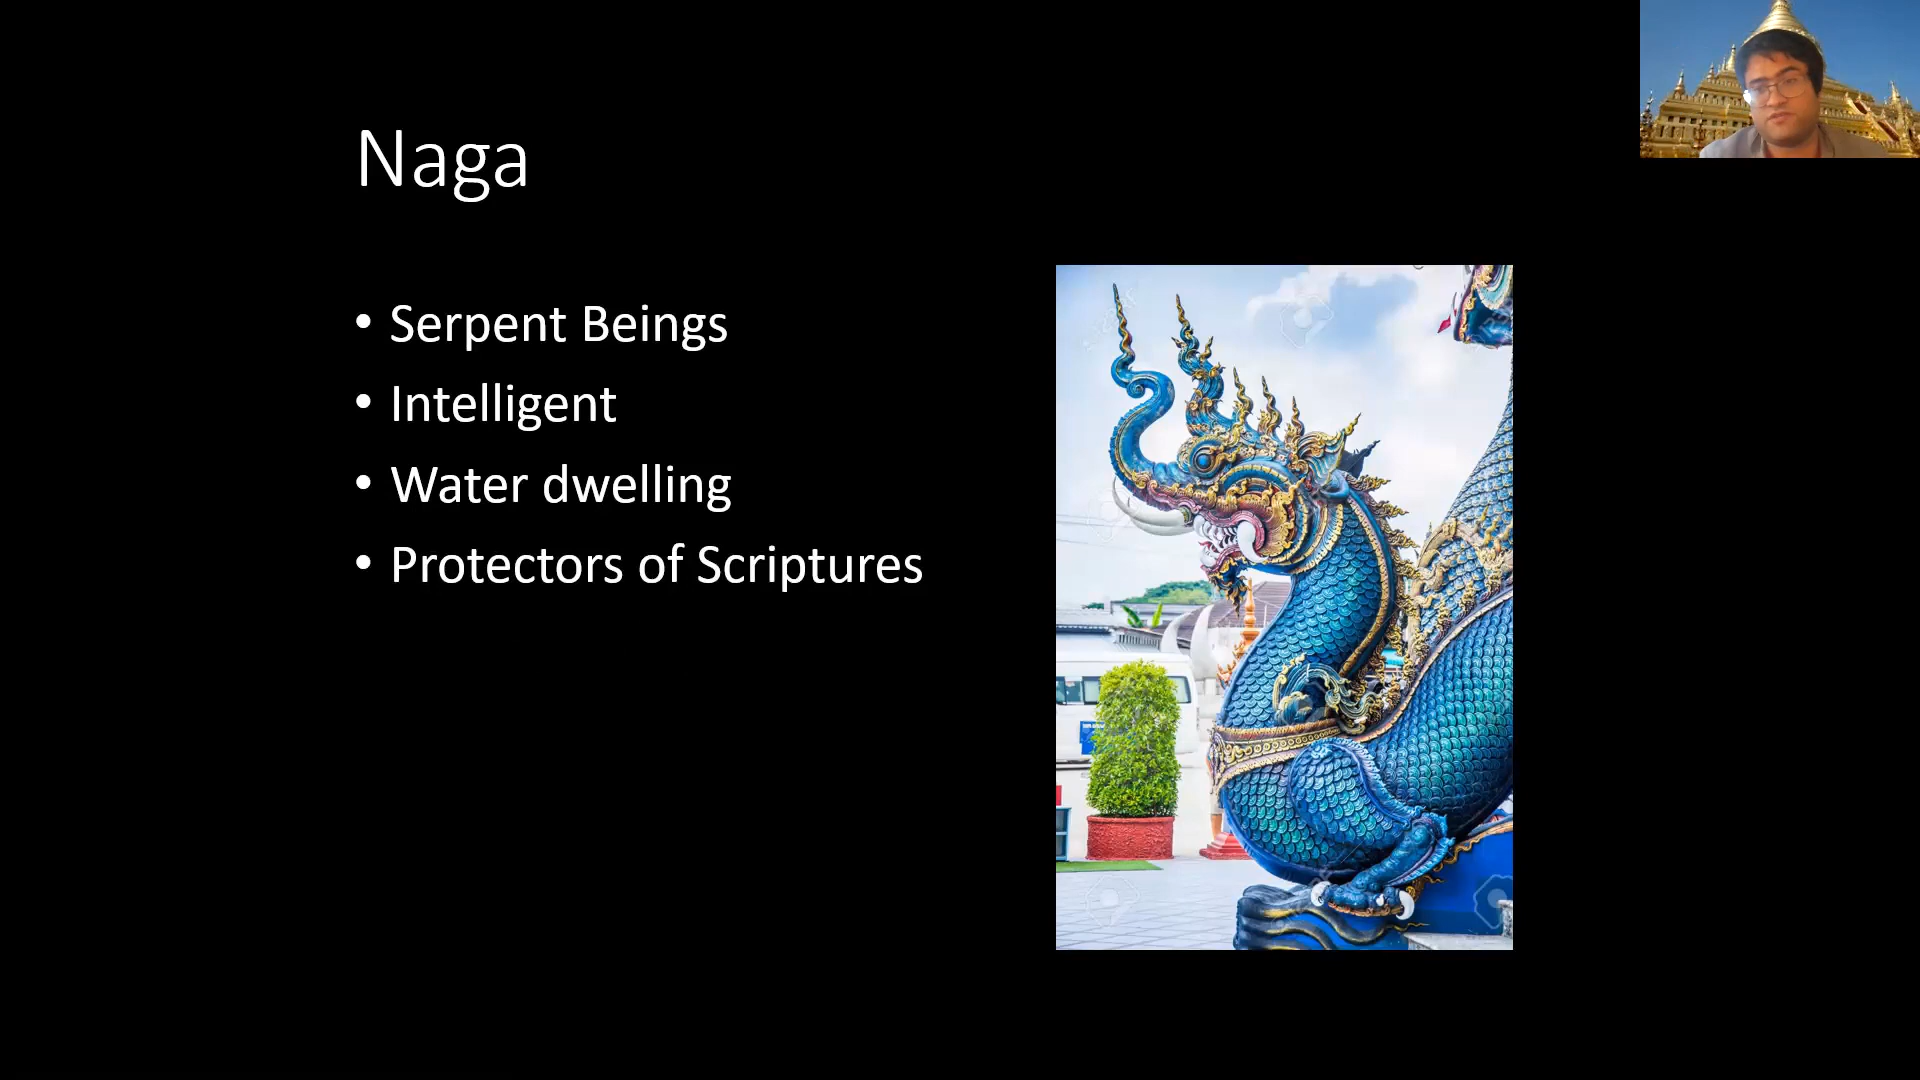 Naga
• Serpent Beings
• Intelligent
• Water dwelling
• Protectors of Scriptures